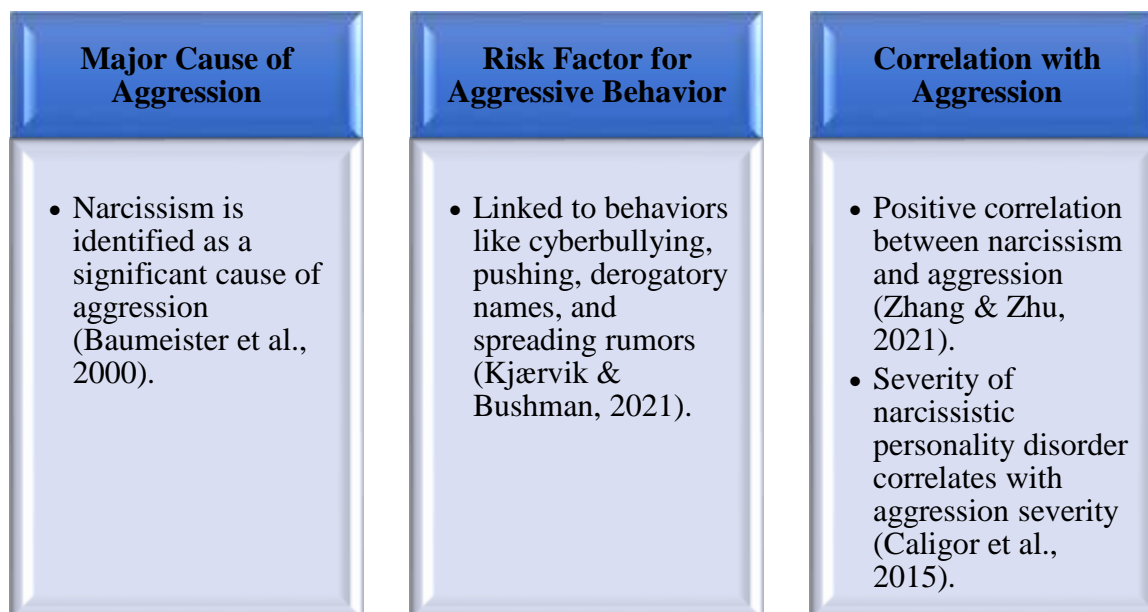 Major Cause of
Aggression
• Narcissism is
identified as a
significant cause of
aggression
(Baumeister et al.,
2000).
Risk Factor for
Aggressive Behavior
• Linked to behaviors
like cyberbullying,
pushing, derogatory
names, and
spreading rumors
(Kjærvik &
Bushman, 2021).
Correlation with
Aggression
• Positive correlation
between narcissism
and aggression
(Zhang & Zhu,
2021).
• Severity of
narcissistic
personality disorder
correlates with
aggression severity
(Caligor et al.,
2015).